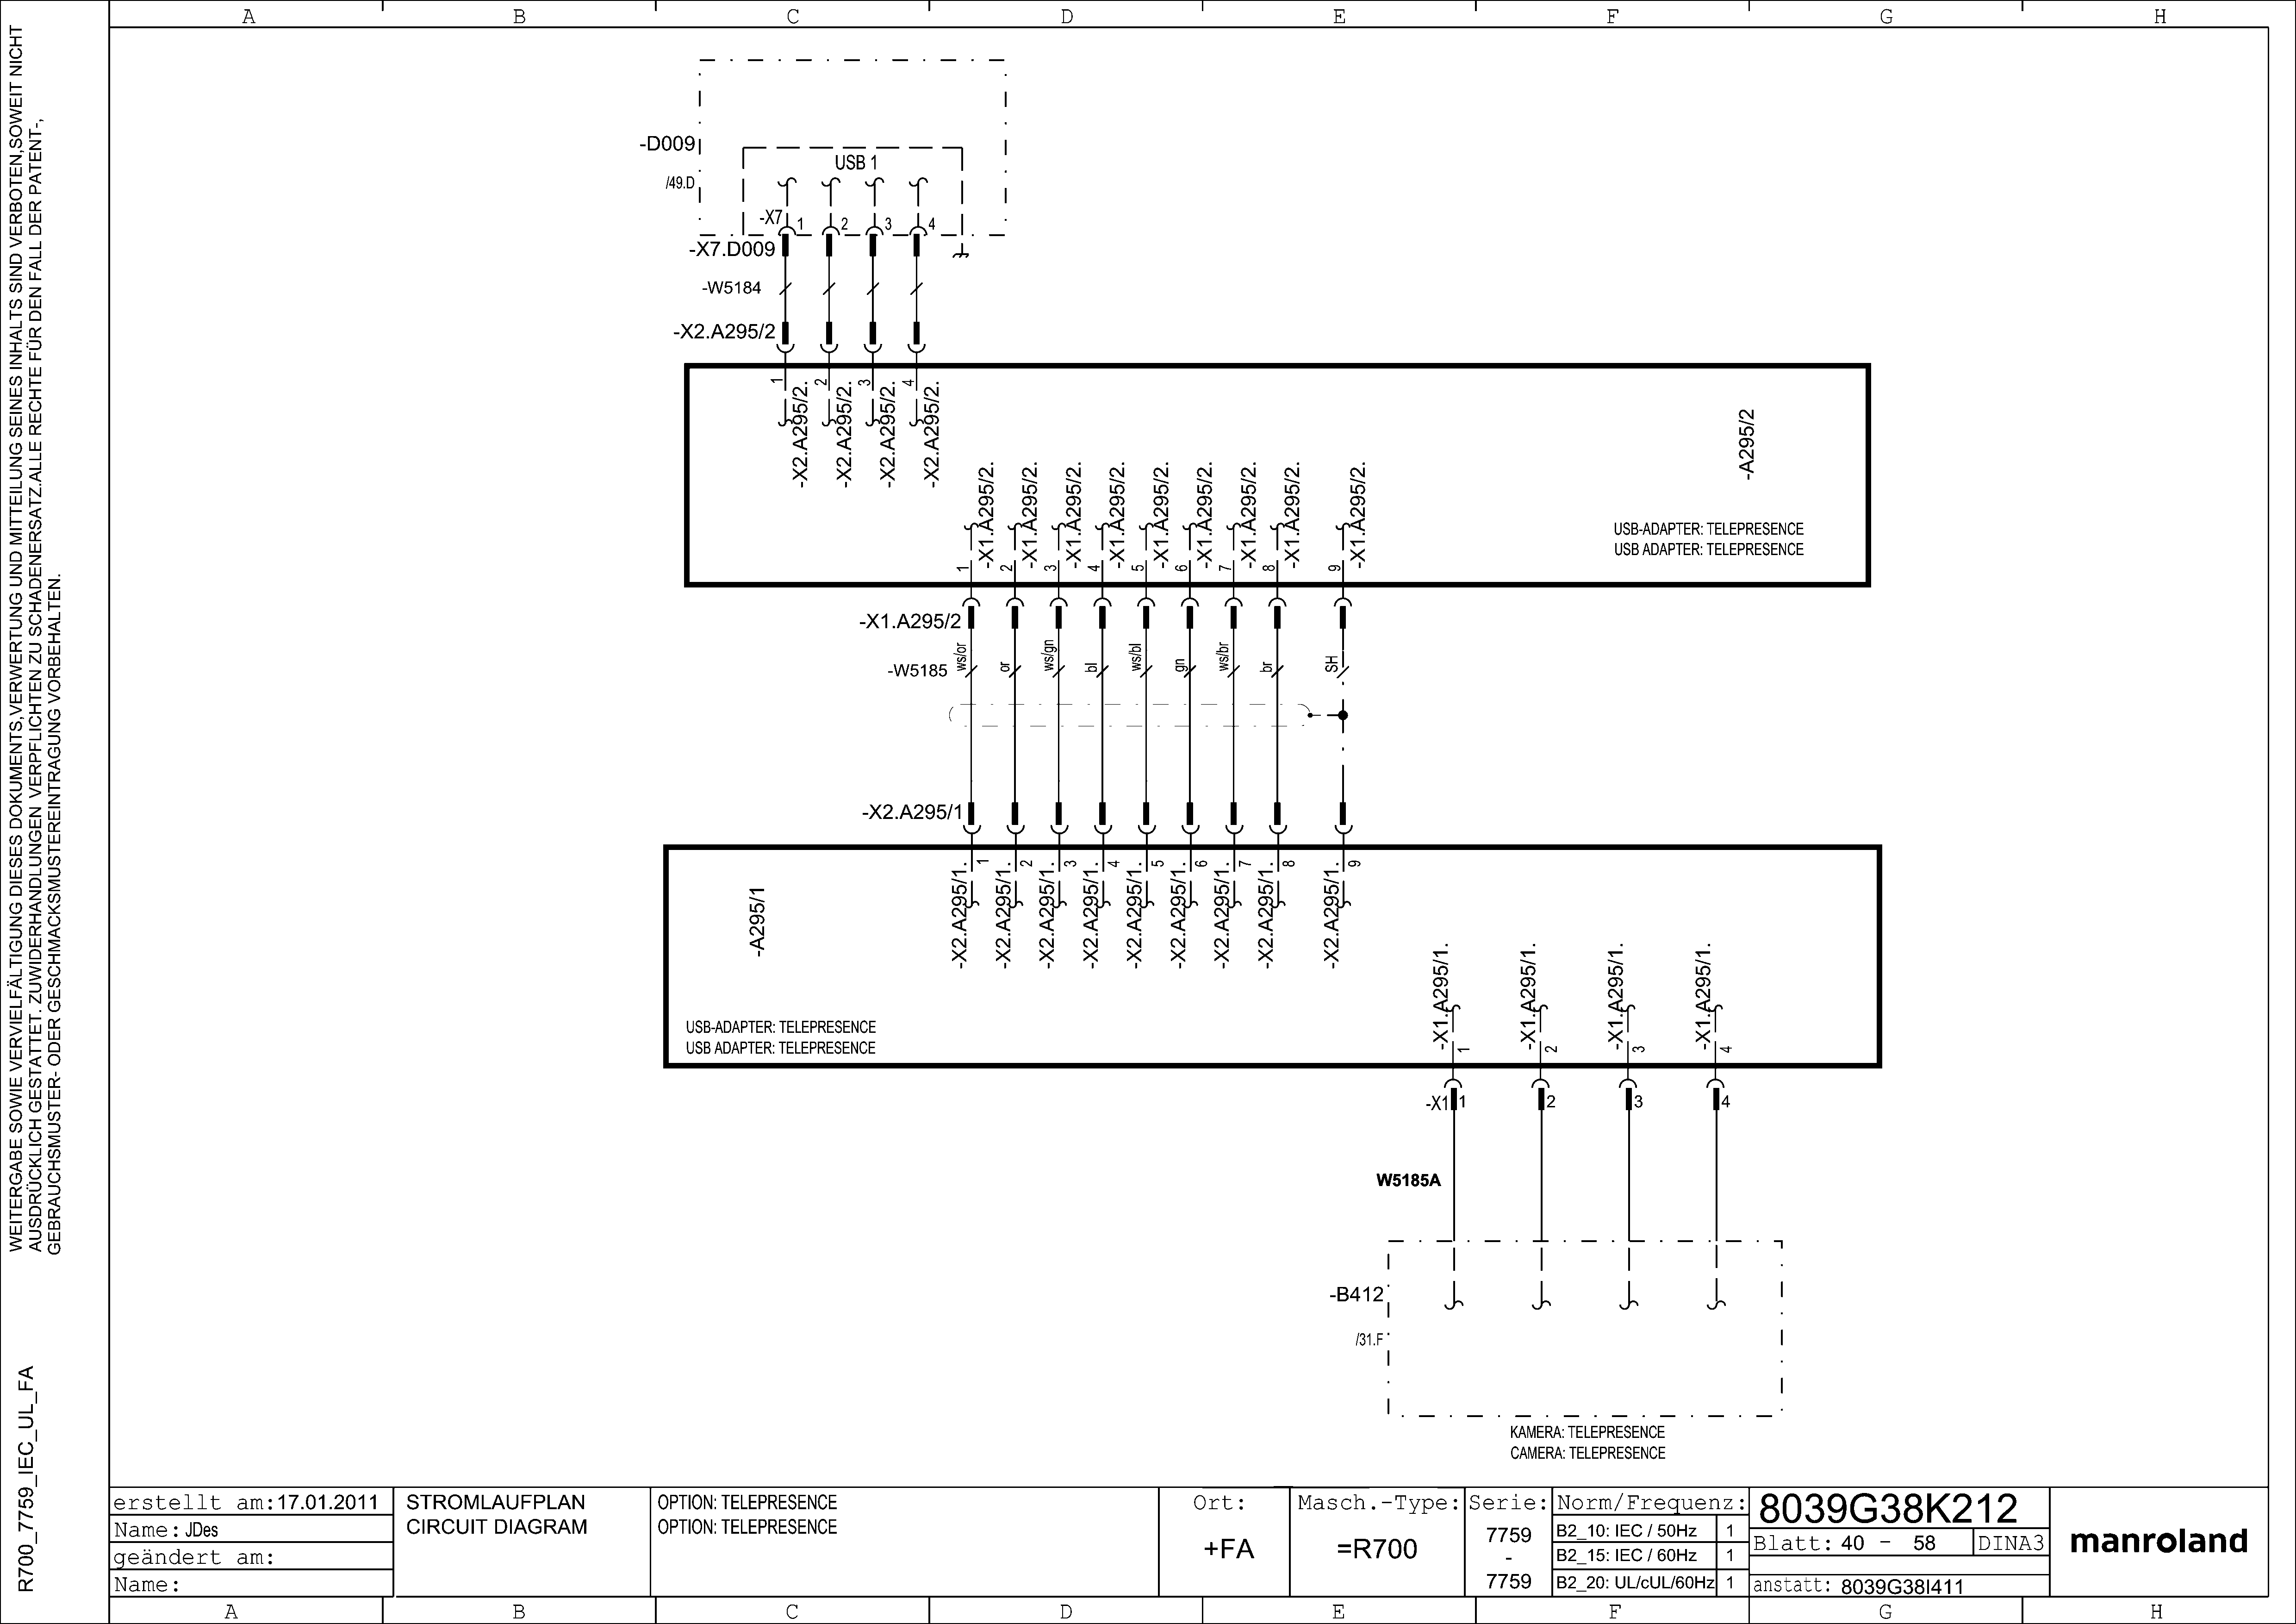 A B C D E F G H
WEITERGABE SOWIE VERVIELFÄLTIGUNG DIESES DOKUMENTS,VERWERTUNG UND MITTEILUNG SEINES INHALTS SIND VERBOTEN,SOWEIT NICHT
AUSDRÜCKLICH GESTATTET. ZUWIDERHANDLUNGEN VERPFLICHTEN ZU SCHADENERSATZ.ALLE RECHTE FÜR DEN FALL DER PATENT-,
GEBRAUCHSMUSTER- ODER GESCHMACKSMUSTEREINTRAGUNG VORBEHALTEN.
R700_7759_IEC_UL_FA
-D009
USB 1
/49.D
-X7 1 2 3 4
-X7.D009
-W5184
-X2.A295/2
1 2 3 4
-X2.A295/2. -X2.A295/2. -X2.A295/2. -X2.A295/2.
-A295/2
-X1.A295/2. -X1.A295/2. -X1.A295/2. -X1.A295/2. -X1.A295/2. -X1.A295/2. -X1.A295/2. -X1.A295/2. -X1.A295/2.
USB-ADAPTER: TELEPRESENCE
USB ADAPTER: TELEPRESENCE
1 2 3 4 5 6 7 8 9
-X1.A295/2
-W5185 ws/or or ws/gn bl ws/bl gn ws/br br SH
-X2.A295/1
1 2 3 4 5 6 7 8 9
-X2.A295/1. -X2.A295/1. -X2.A295/1. -X2.A295/1. -X2.A295/1. -X2.A295/1. -X2.A295/1. -X2.A295/1. -X2.A295/1.
-A295/1
-X1.A295/1. -X1.A295/1. -X1.A295/1. -X1.A295/1.
USB-ADAPTER: TELEPRESENCE
USB ADAPTER: TELEPRESENCE
1 2 3 4
-X1 1 2 3 4
W5185A
-B412
/31.F
KAMERA: TELEPRESENCE
CAMERA: TELEPRESENCE
erstellt am:17.01.2011
Name: JDes
geändert am:
Name:
STROMLAUFPLAN
CIRCUIT DIAGRAM
OPTION: TELEPRESENCE
OPTION: TELEPRESENCE
Ort:
+FA
Masch.-Type:
=R700
Serie:
7759
-
7759
Norm/Frequenz:
B2_10: IEC / 50Hz 1
B2_15: IEC / 60Hz 1
B2_20: UL/cUL/60Hz 1
8039G38K212
Blatt: 40 - 58 DINA3
anstatt: 8039G38I411
manroland
A B C D E F G H